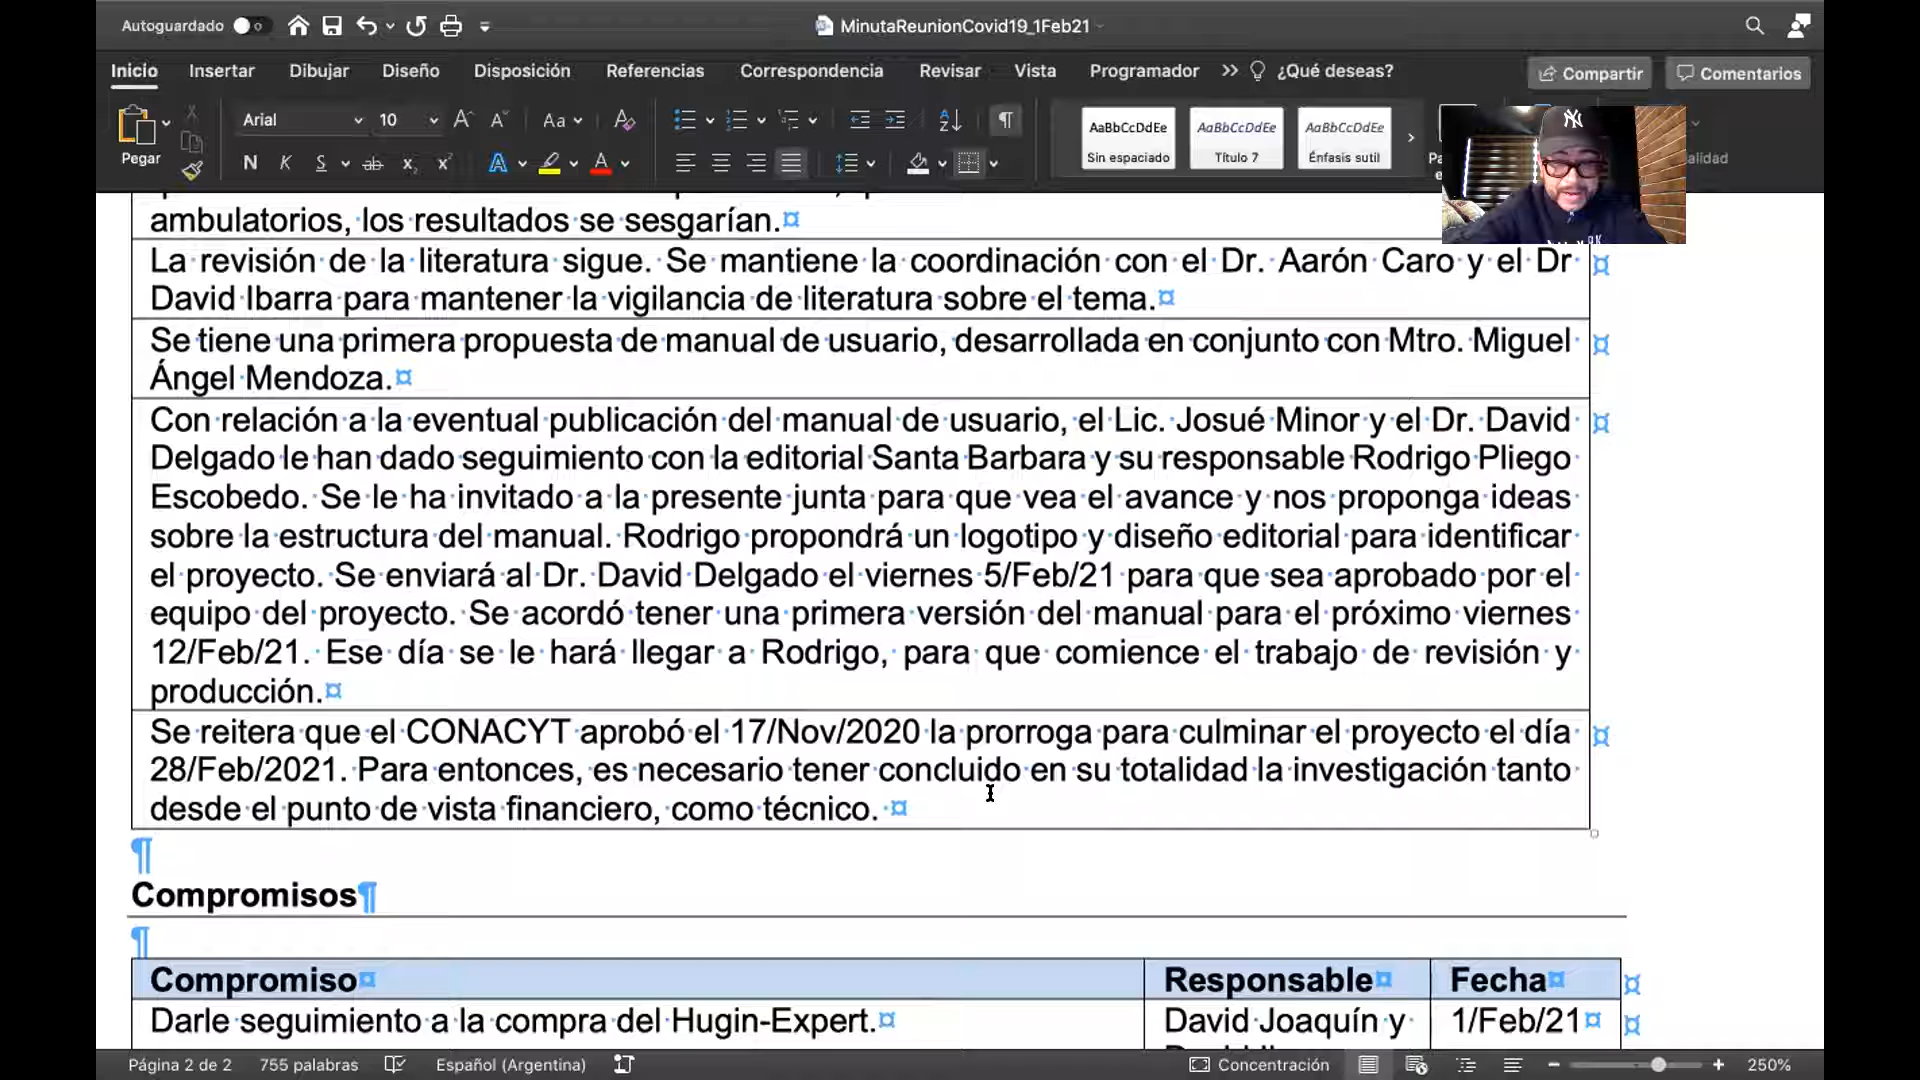 Autoguardado
MinutaReunionCovid19_1Feb21
Inicio Insertar Dibujar Diseño Disposición Referencias Correspondencia Revisar Vista Programador ¿Qué deseas? Compartir Comentarios
Pegar
Arial 10
Aa
N K S ab x x A A
AaBbCcDdEe AaBbCcDdEe AaBbCcDdEe
Sin espaciado Título 7 Énfasis sutil
ambulatorios, los resultados se sesgarían.
La revisión de la literatura sigue. Se mantiene la coordinación con el Dr. Aarón Caro y el Dr
David Ibarra para mantener la vigilancia de literatura sobre el tema.
Se tiene una primera propuesta de manual de usuario, desarrollada en conjunto con Mtro. Miguel
Ángel Mendoza.
Con relación a la eventual publicación del manual de usuario, el Lic. Josué Minor y el Dr. David
Delgado le han dado seguimiento con la editorial Santa Barbara y su responsable Rodrigo Pliego
Escobedo. Se le ha invitado a la presente junta para que vea el avance y nos proponga ideas
sobre la estructura del manual. Rodrigo propondrá un logotipo y diseño editorial para identificar
el proyecto. Se enviará al Dr. David Delgado el viernes 5/Feb/21 para que sea aprobado por el
equipo del proyecto. Se acordó tener una primera versión del manual para el próximo viernes
12/Feb/21. Ese día se le hará llegar a Rodrigo, para que comience el trabajo de revisión y
producción.
Se reitera que el CONACYT aprobó el 17/Nov/2020 la prorroga para culminar el proyecto el día
28/Feb/2021. Para entonces, es necesario tener concluido en su totalidad la investigación tanto
desde el punto de vista financiero, como técnico.
Compromisos
Compromiso Responsable Fecha
Darle seguimiento a la compra del Hugin-Expert. David Joaquín y 1/Feb/21
Página 2 de 2 755 palabras Español (Argentina) Concentración 250%